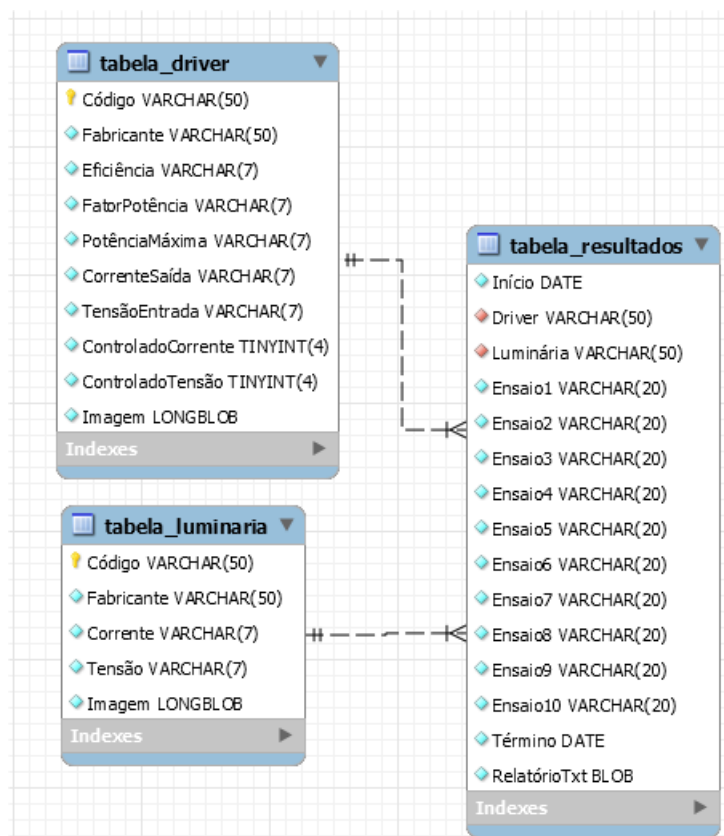 tabela_driver
Código VARCHAR(50)
Fabricante VARCHAR(50)
Eficiência VARCHAR(7)
FatorPotência VARCHAR(7)
PotênciaMáxima VARCHAR(7)
CorrenteSaída VARCHAR(7)
TensãoEntrada VARCHAR(7)
ControladoCorrente TINYINT(4)
ControladoTensão TINYINT(4)
Imagem LONGBLOB
Indexes
tabela_luminaria
Código VARCHAR(50)
Fabricante VARCHAR(50)
Corrente VARCHAR(7)
Tensão VARCHAR(7)
Imagem LONGBLOB
Indexes
tabela_resultados
Início DATE
Driver VARCHAR(50)
Luminária VARCHAR(50)
Ensaio1 VARCHAR(20)
Ensaio2 VARCHAR(20)
Ensaio3 VARCHAR(20)
Ensaio4 VARCHAR(20)
Ensaio5 VARCHAR(20)
Ensaio6 VARCHAR(20)
Ensaio7 VARCHAR(20)
Ensaio8 VARCHAR(20)
Ensaio9 VARCHAR(20)
Ensaio10 VARCHAR(20)
Término DATE
RelatórioTxt BLOB
Indexes